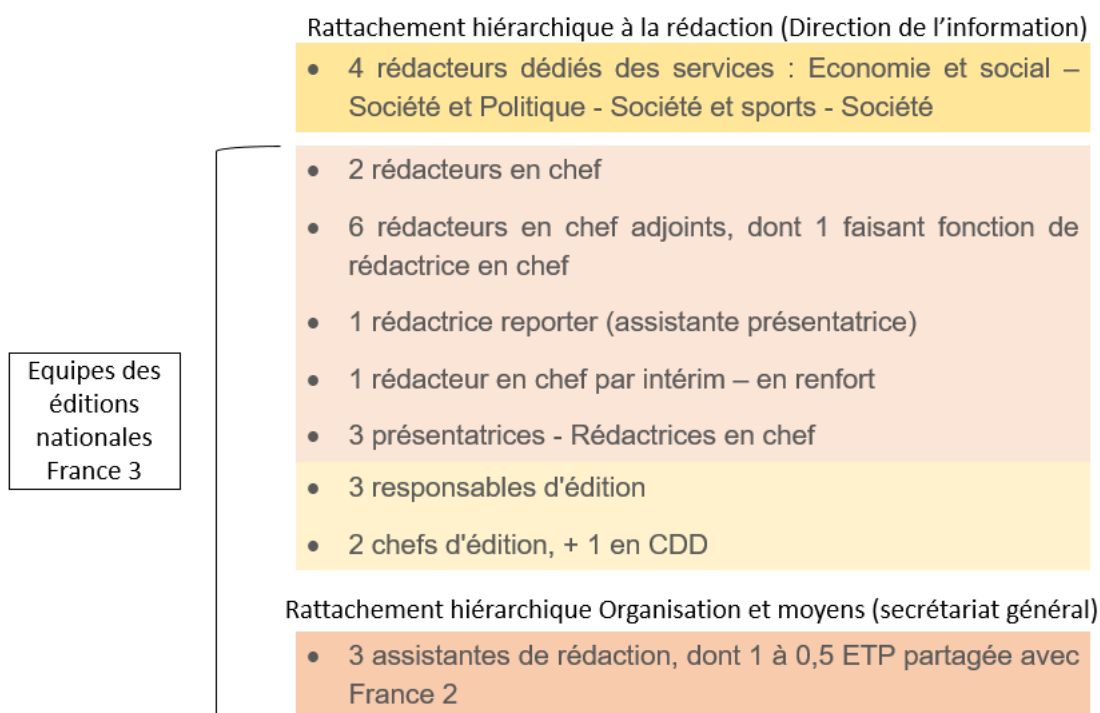 Rattachement hiérarchique à la rédaction (Direction de l'information)
• 4 rédacteurs dédiés des services : Economie et social –
Société et Politique - Société et sports - Société
• 2 rédacteurs en chef
• 6 rédacteurs en chef adjoints, dont 1 faisant fonction de
rédactrice en chef
• 1 rédactrice reporter (assistante présentatrice)
• 1 rédacteur en chef par intérim – en renfort
• 3 présentatrices - Rédactrices en chef
• 3 responsables d'édition
• 2 chefs d'édition, + 1 en CDD
Equipes des
éditions
nationales
France 3
Rattachement hiérarchique Organisation et moyens (secrétariat général)
• 3 assistantes de rédaction, dont 1 à 0,5 ETP partagée avec
France 2